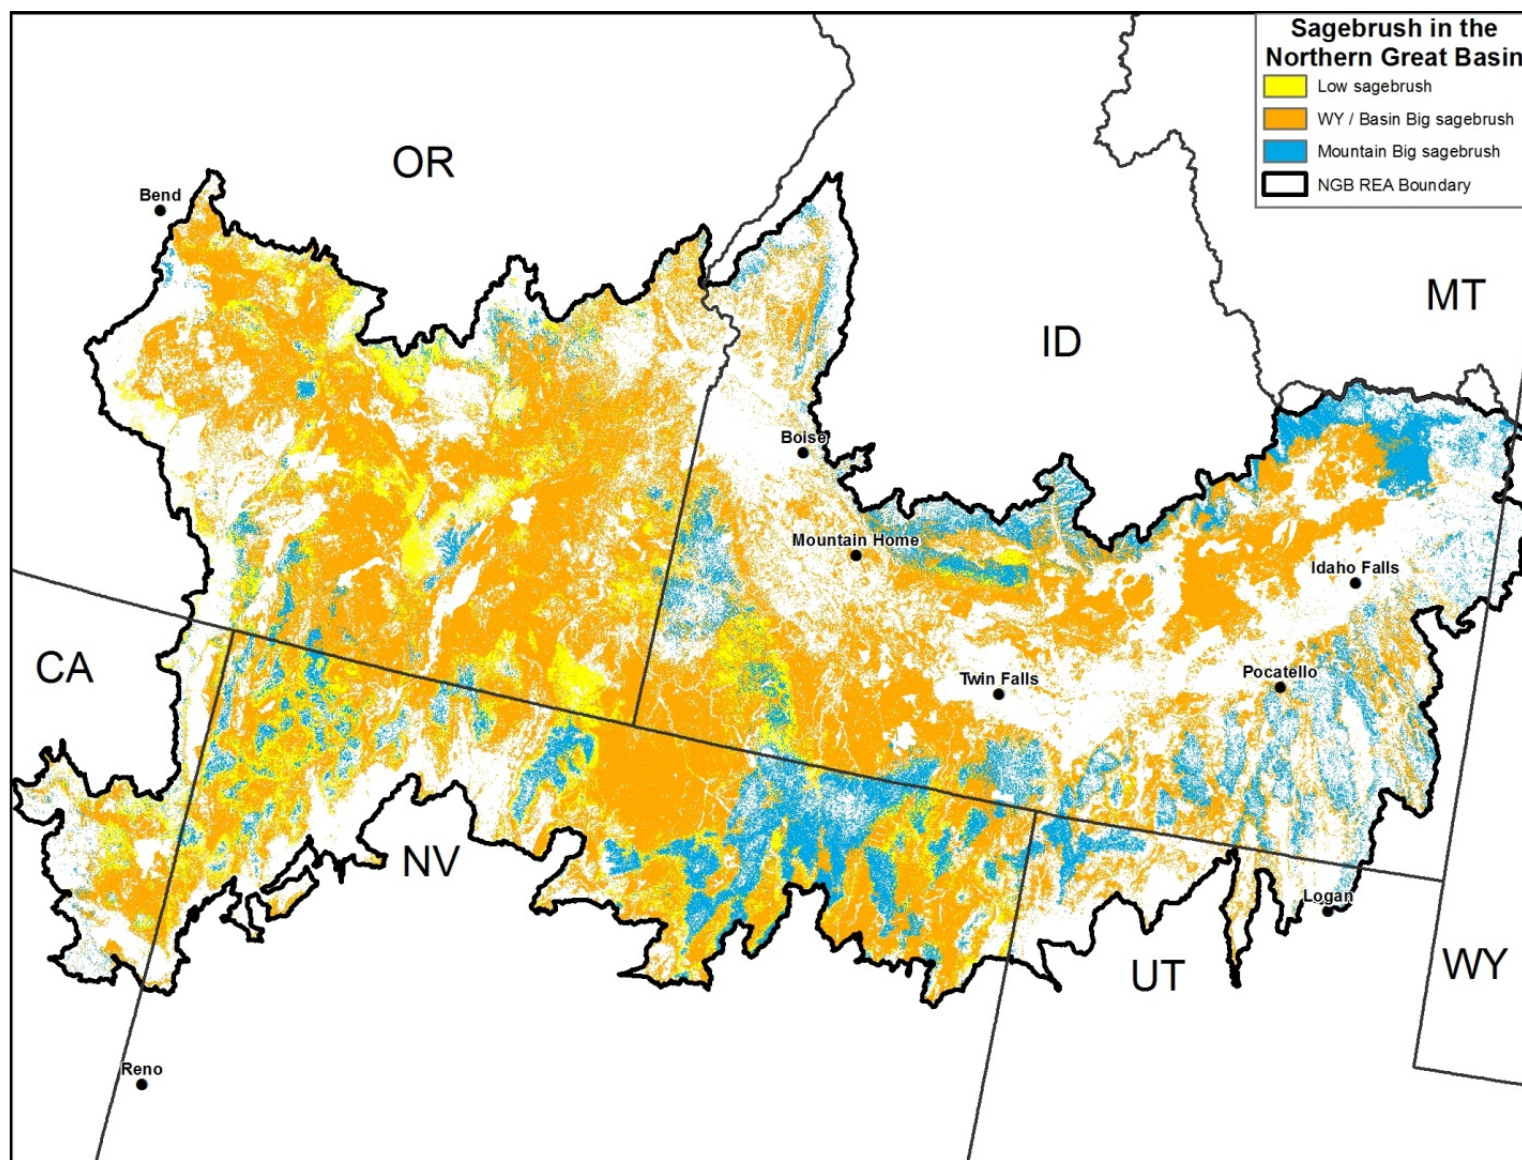 Sagebrush in the
Northern Great Basin
Low sagebrush
WY / Basin Big sagebrush
Mountain Big sagebrush
NGB REA Boundary
OR
Bend
MT
ID
Boise
Mountain Home
Idaho Falls
CA
Twin Falls
Pocatello
NV
Logan
UT
WY
Reno